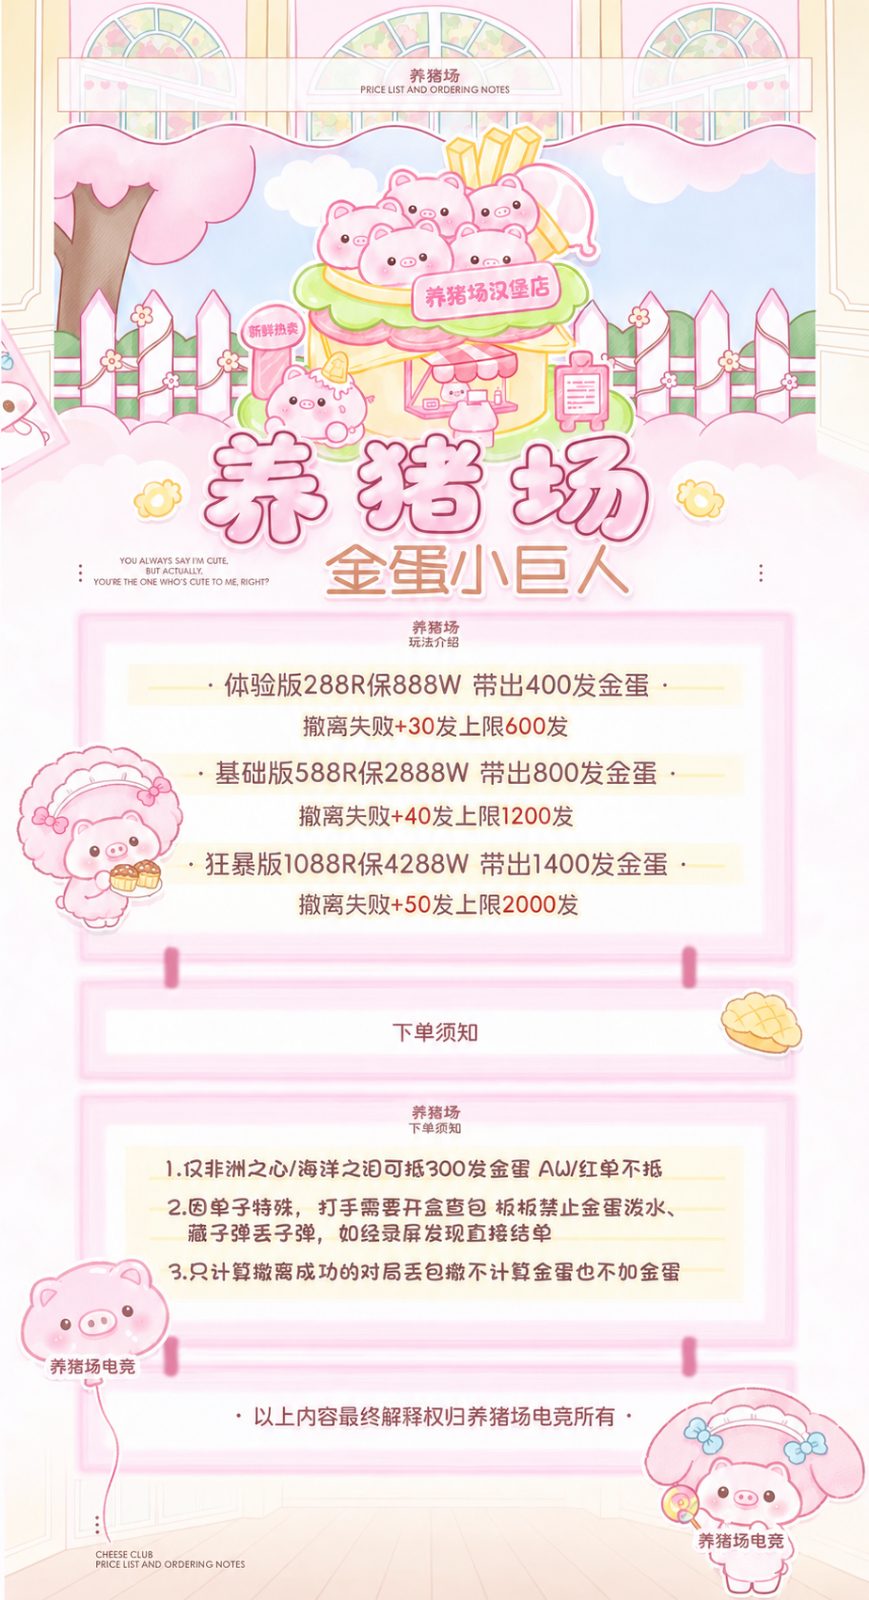 养猪场
PRICE LIST AND ORDERING NOTES
养猪场汉堡店
新鲜热卖
养猪场
金蛋小巨人
YOU ALWAYS SAY I'M CUTE,
BUT ACTUALLY,
YOU'RE THE ONE WHO'S CUTE TO ME, RIGHT?
养猪场
玩法介绍
· 体验版288R保888W 带出400发金蛋 ·
撤离失败+30发上限600发
· 基础版588R保2888W 带出800发金蛋 ·
撤离失败+40发上限1200发
· 狂暴版1088R保4288W 带出1400发金蛋 ·
撤离失败+50发上限2000发
下单须知
养猪场
下单须知
1.仅非洲之心/海洋之泪可抵300发金蛋 AW/红单不抵
2.因单子特殊，打手需要开盒查包 板板禁止金蛋泼水、
藏子弹丢子弹，如经录屏发现直接结单
3.只计算撤离成功的对局丢包撤不计算金蛋也不加金蛋
养猪场电竞
· 以上内容最终解释权归养猪场电竞所有 ·
养猪场电竞
CHEESE CLUB
PRICE LIST AND ORDERING NOTES